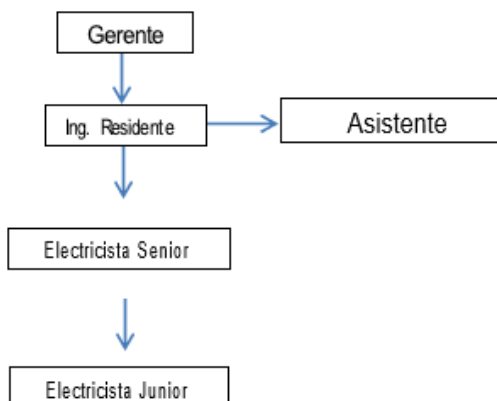 Gerente
Ing. Residente
Asistente
Electricista Senior
Electricista Junior